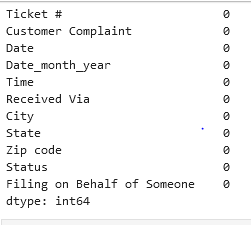 Ticket # 0
Customer Complaint 0
Date 0
Date_month_year 0
Time 0
Received Via 0
City 0
State 0
Zip code 0
Status 0
Filing on Behalf of Someone 0
dtype: int64